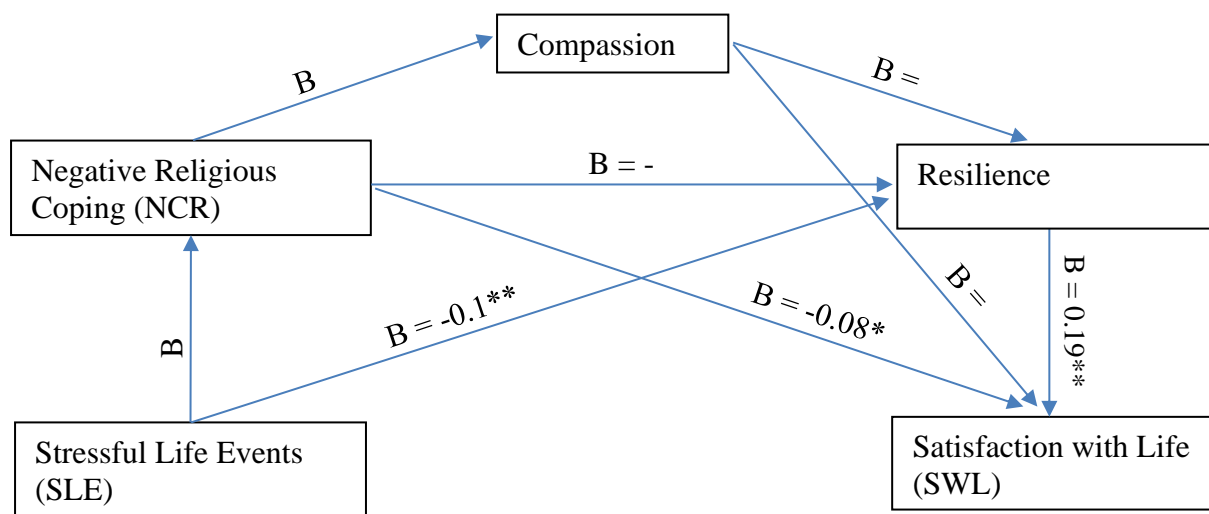 Compassion
B
B =
Negative Religious
Coping (NCR)
B = -
Resilience
B = -0.1**
B = -0.08*
B =
B = 0.19**
B
Stressful Life Events
(SLE)
Satisfaction with Life
(SWL)